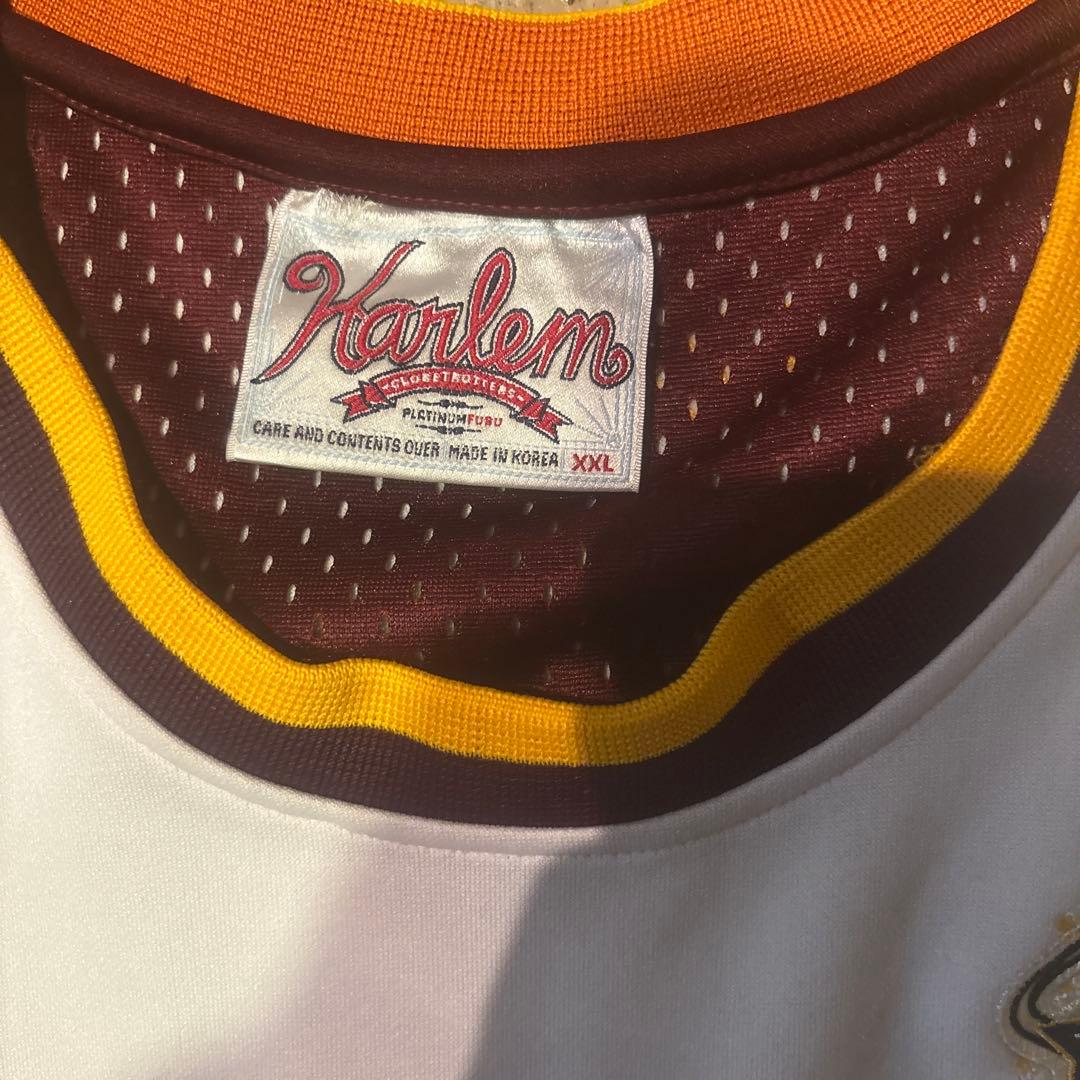 Harlem
GLOBETROTTERS
PLATINUMFUBU
CARE AND CONTENTS OVER MADE IN KOREA XXL